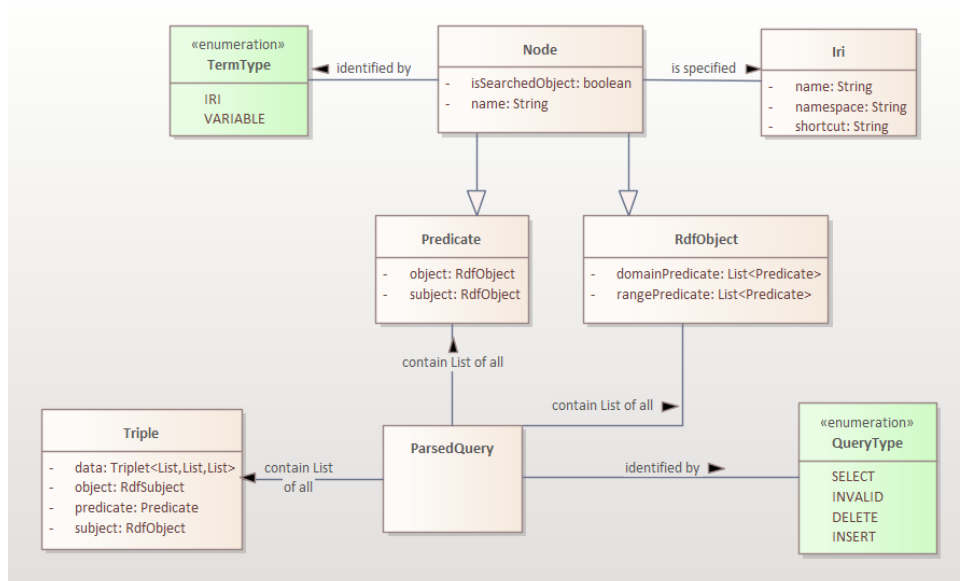 «enumeration»
TermType
IRI
VARIABLE
identified by
Node
- isSearchedObject: boolean
- name: String
is specified
Iri
- name: String
- namespace: String
- shortcut: String
Predicate
- object: RdfObject
- subject: RdfObject
RdfObject
- domainPredicate: List<Predicate>
- rangePredicate: List<Predicate>
contain List of all
contain List of all
Triple
- data: Triplet<List,List,List>
- object: RdfSubject
- predicate: Predicate
- subject: RdfObject
contain List
of all
ParsedQuery
identified by
«enumeration»
QueryType
SELECT
INVALID
DELETE
INSERT